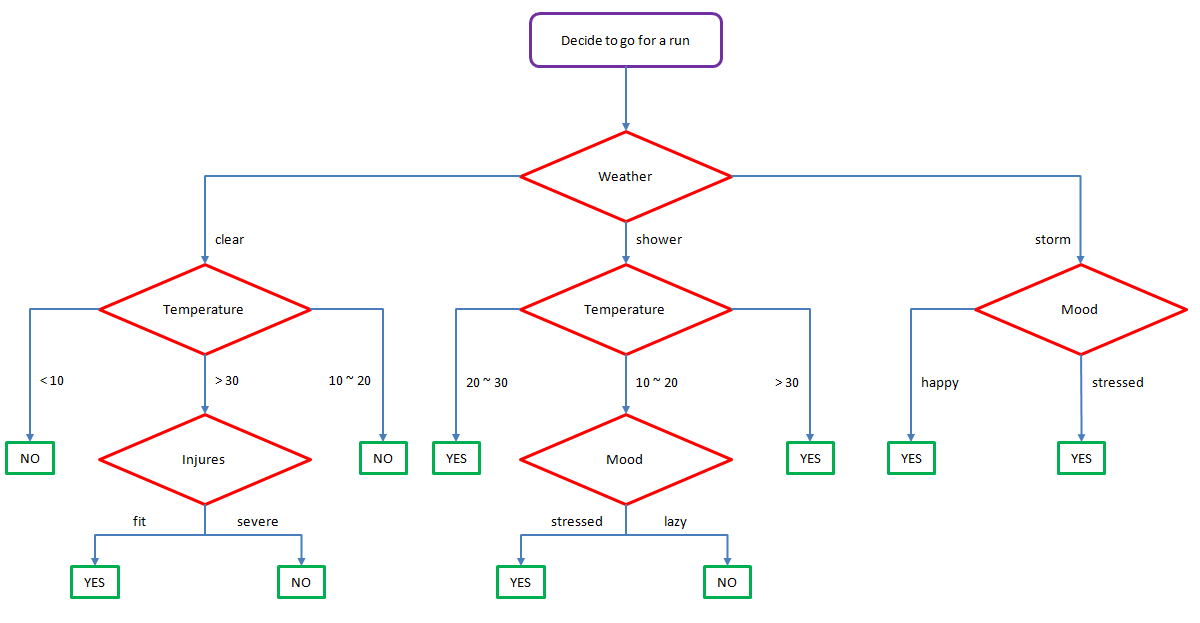 Decide to go for a run
Weather
clear
shower
storm
Temperature
Temperature
Mood
< 10
> 30
10 ~ 20
20 ~ 30
10 ~ 20
> 30
happy
stressed
NO
Injures
NO
YES
Mood
YES
YES
YES
fit
severe
stressed
lazy
YES
NO
YES
NO